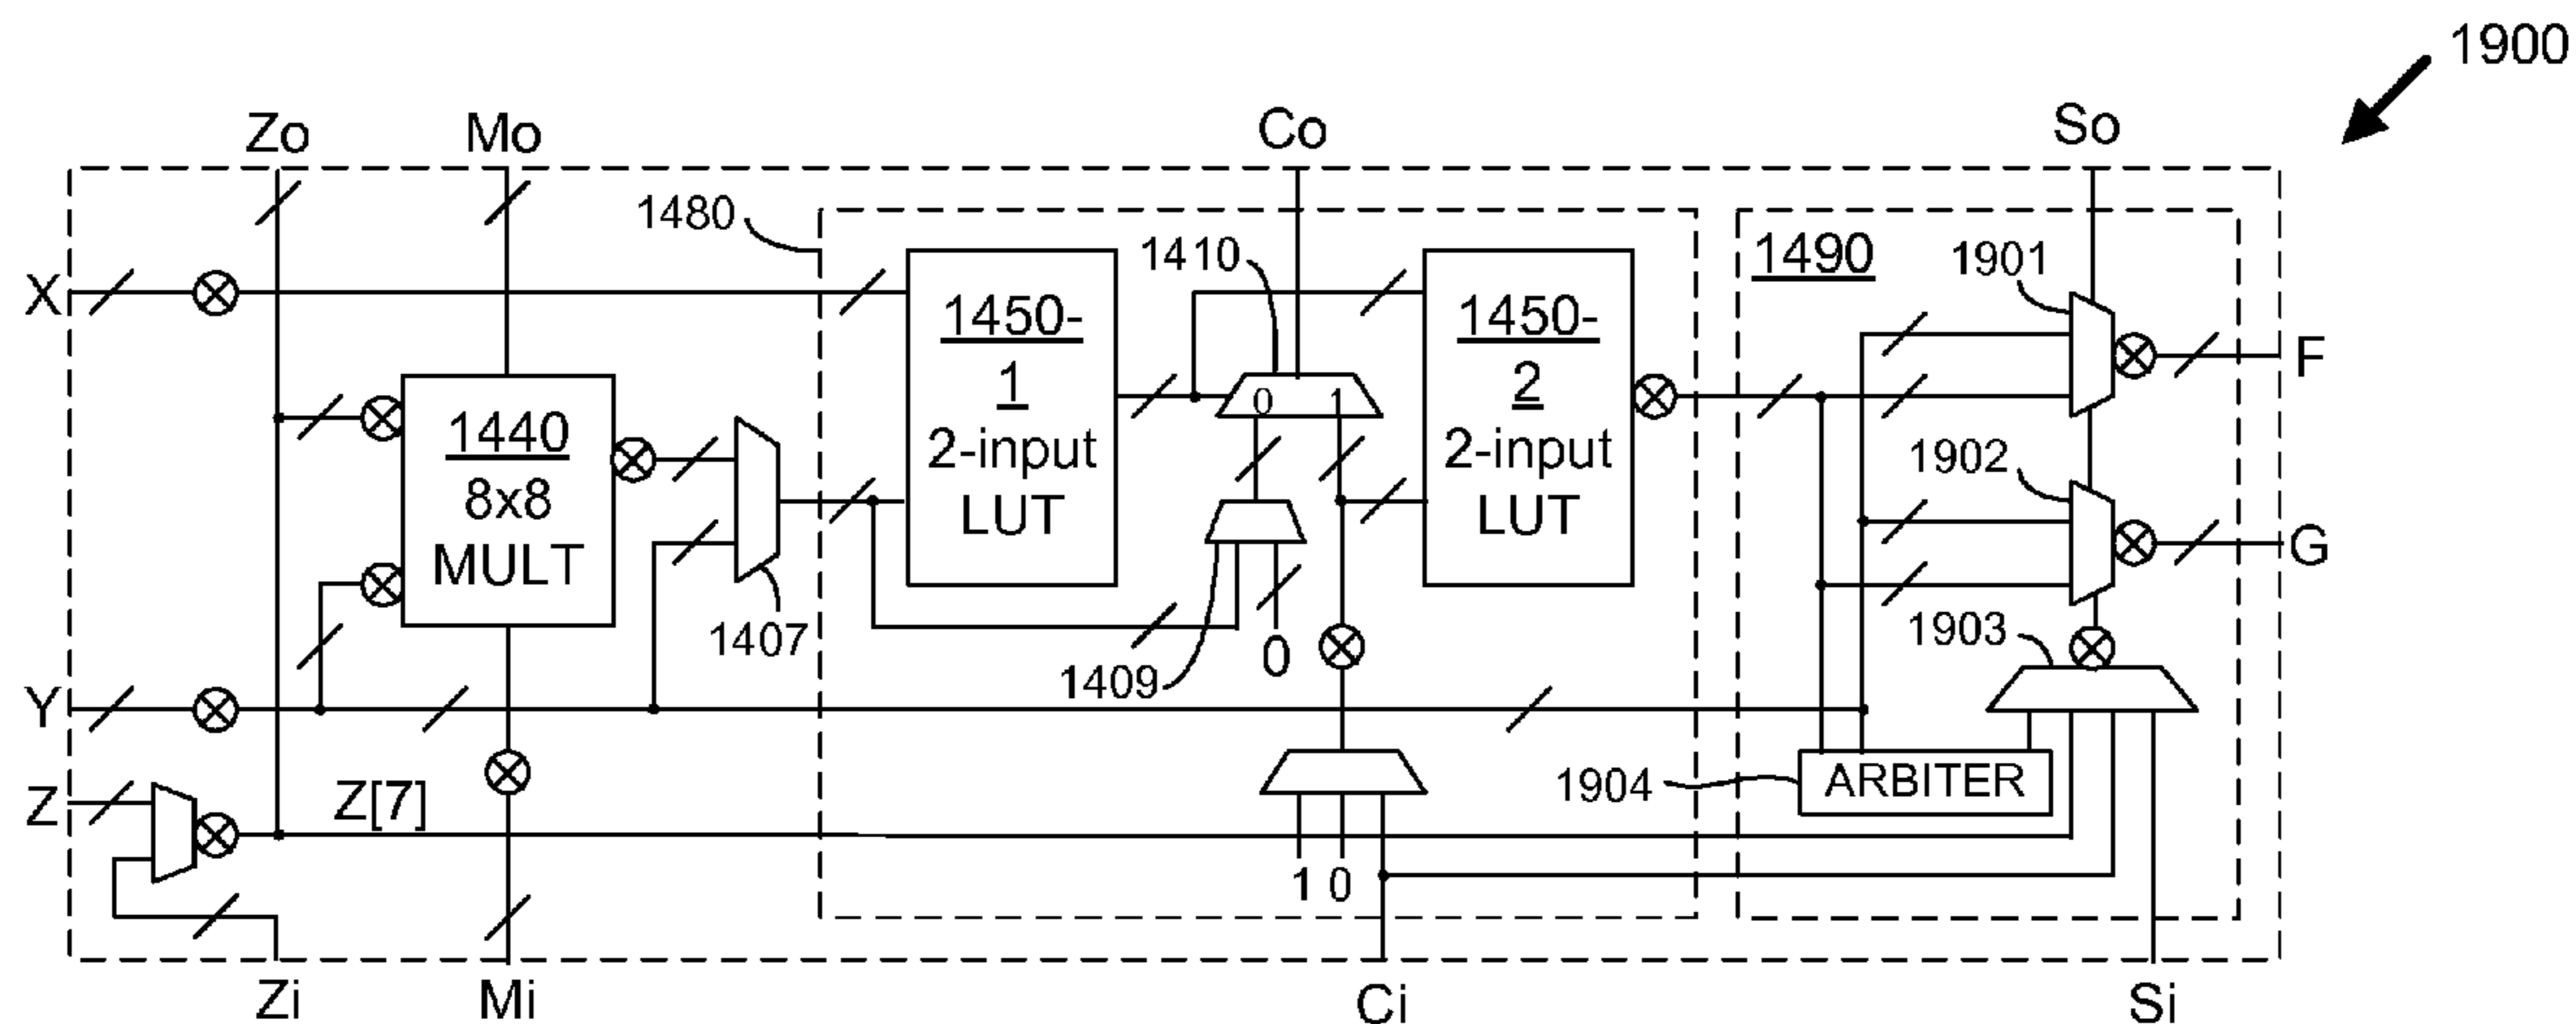 1900
Zo
Mo
Co
So
1480
1410
1490
1901
X
1450-
1
2-input
LUT
1450-
2
2-input
LUT
0
1
F
1440
8x8
MULT
1902
G
1407
1409
0
1903
Y
Z
Z[7]
1904
ARBITER
1
0
Zi
Mi
Ci
Si